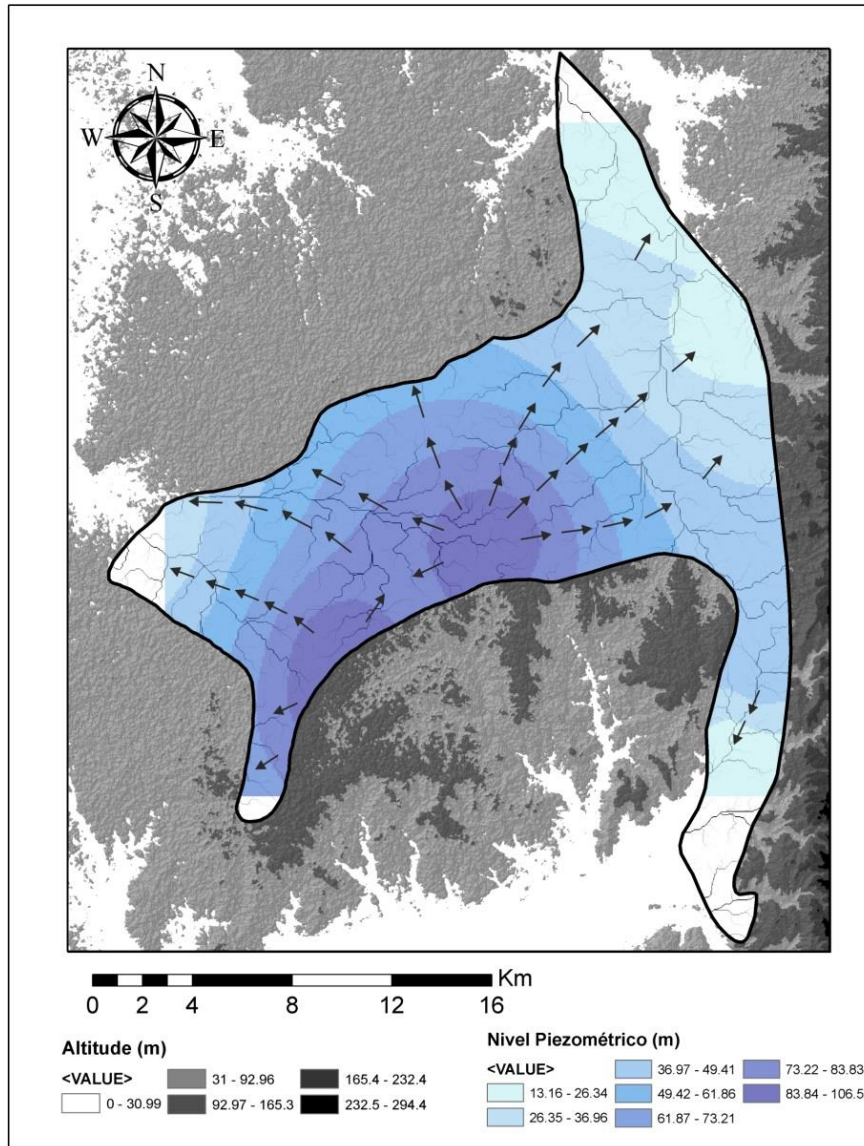 N
W E
S
Km
0 2 4 8 12 16
Altitude (m)
<VALUE>
0 - 30.99
31 - 92.96
92.97 - 165.3
165.4 - 232.4
232.5 - 294.4
Nivel Piezométrico (m)
<VALUE>
13.16 - 26.34
26.35 - 36.96
36.97 - 49.41
49.42 - 61.86
61.87 - 73.21
73.22 - 83.83
83.84 - 106.5